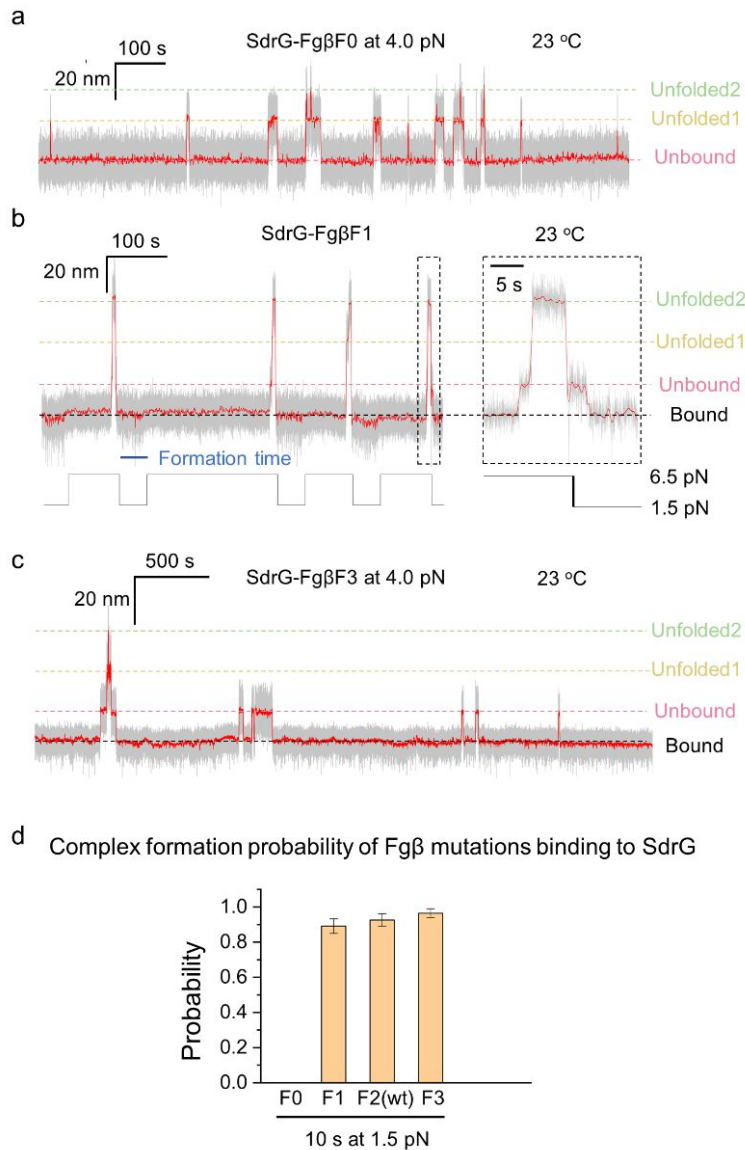 a
100 s
20 nm
SdrG-FgβF0 at 4.0 pN
23 °C
Unfolded2
Unfolded1
Unbound
b
100 s
20 nm
SdrG-FgβF1
23 °C
5 s
Unfolded2
Unfolded1
Unbound
Bound
Formation time
6.5 pN
1.5 pN
c
500 s
20 nm
SdrG-FgβF3 at 4.0 pN
23 °C
Unfolded2
Unfolded1
Unbound
Bound
d
Complex formation probability of Fgβ mutations binding to SdrG
Probability
1.0
0.8
0.6
0.4
0.2
0.0
F0 F1 F2(wt) F3
10 s at 1.5 pN